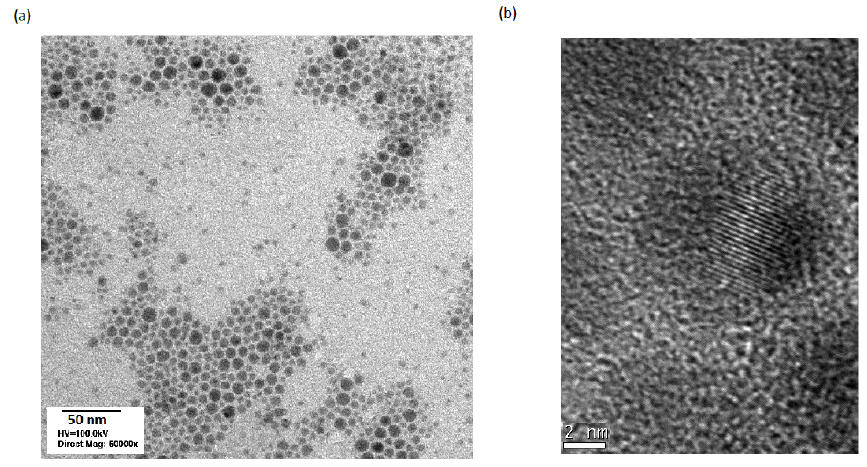 (a)
(b)
50 nm
HV=100.0kV
Direct Mag: 60000x
2 nm